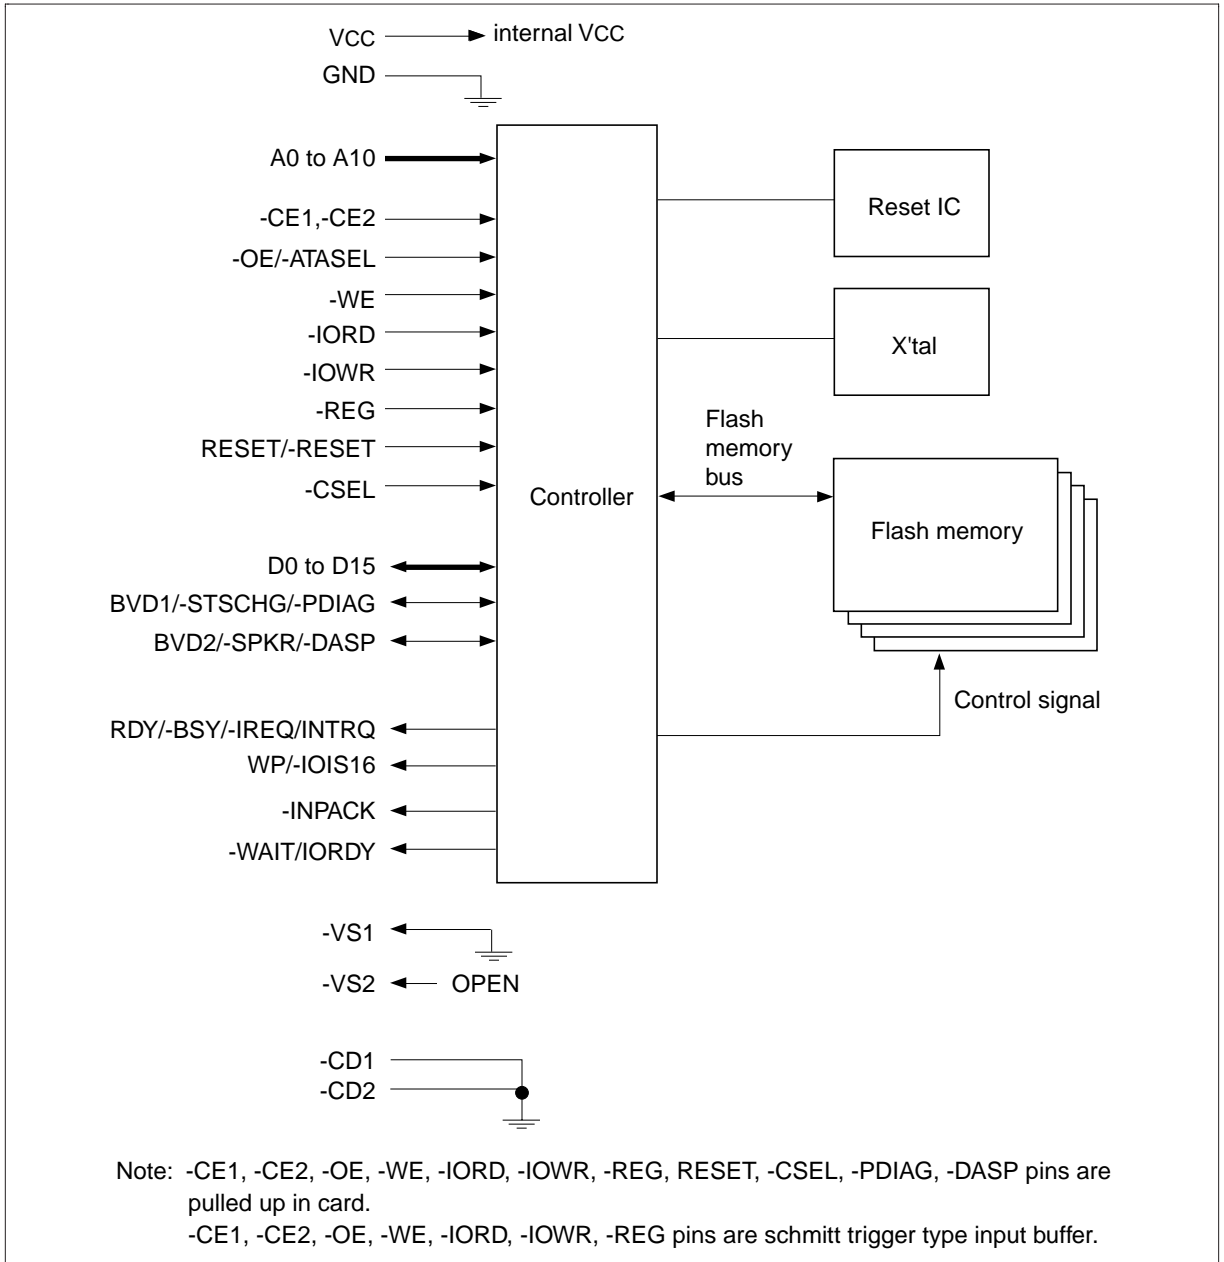 VCC
internal VCC
GND
A0 to A10
-CE1,-CE2
-OE/-ATASEL
-WE
-IORD
-IOWR
-REG
RESET/-RESET
-CSEL
D0 to D15
BVD1/-STSCHG/-PDIAG
BVD2/-SPKR/-DASP
RDY/-BSY/-IREQ/INTRQ
WP/-IOIS16
-INPACK
-WAIT/IORDY
Controller
Reset IC
X'tal
Flash
memory
bus
Flash memory
Control signal
-VS1
-VS2
OPEN
-CD1
-CD2
Note: -CE1, -CE2, -OE, -WE, -IORD, -IOWR, -REG, RESET, -CSEL, -PDIAG, -DASP pins are
pulled up in card.
-CE1, -CE2, -OE, -WE, -IORD, -IOWR, -REG pins are schmitt trigger type input buffer.